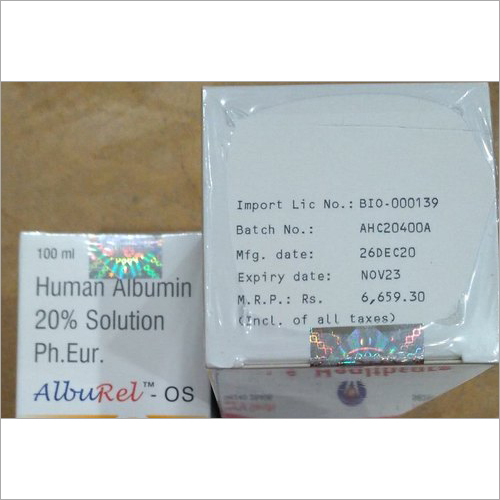 100 ml
Human Albumin
20% Solution
Ph.Eur.
AlbuRel™ - OS
Import Lic No.: BIO-000139
Batch No.: AHC20400A
Mfg. date: 26DEC20
Expiry date: NOV23
M.R.P.: Rs. 6,659.30
(Incl. of all taxes)
Healthcare